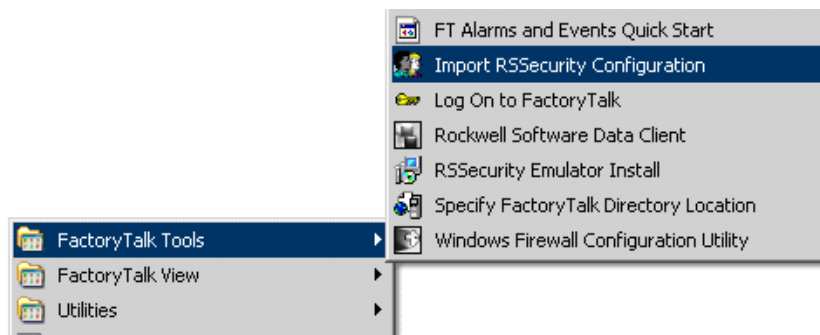 FT Alarms and Events Quick Start
Import RSSecurity Configuration
Log On to FactoryTalk
Rockwell Software Data Client
RSSecurity Emulator Install
Specify FactoryTalk Directory Location
Windows Firewall Configuration Utility
FactoryTalk Tools
FactoryTalk View
Utilities